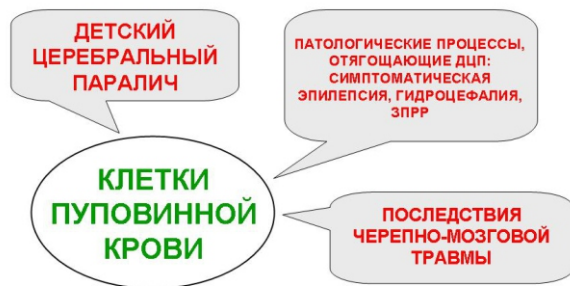 ДЕТСКИЙ
ЦЕРЕБРАЛЬНЫЙ
ПАРАЛИЧ
ПАТОЛОГИЧЕСКИЕ ПРОЦЕССЫ,
ОТЯГОЩАЮЩИЕ ДЦП:
СИМПТОМАТИЧЕСКАЯ
ЭПИЛЕПСИЯ, ГИДРОЦЕФАЛИЯ,
ЗПРР
КЛЕТКИ
ПУПОВИННОЙ
КРОВИ
ПОСЛЕДСТВИЯ
ЧЕРЕПНО-МОЗГОВОЙ
ТРАВМЫ